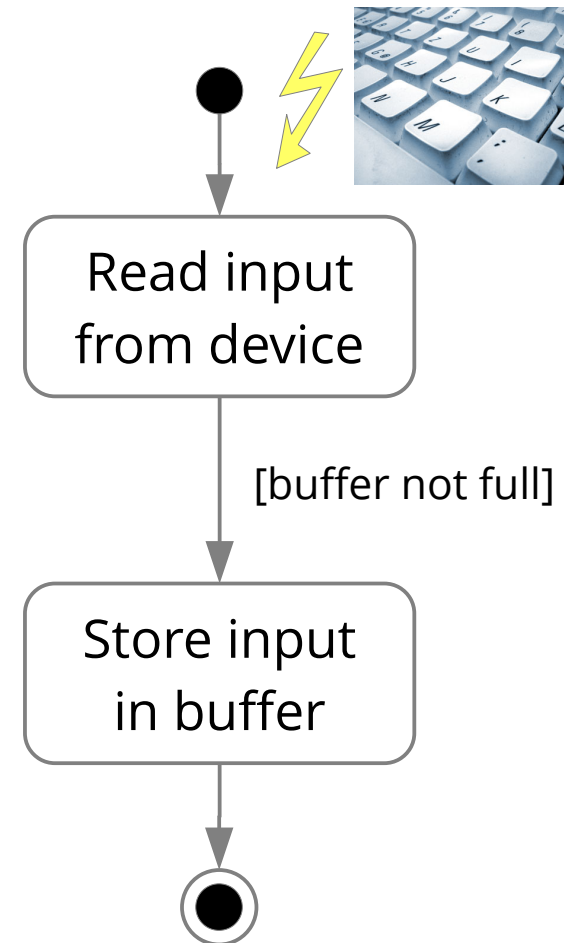 Z
U
I
H
J
K
N
M
Read input
from device
[buffer not full]
Store input
in buffer